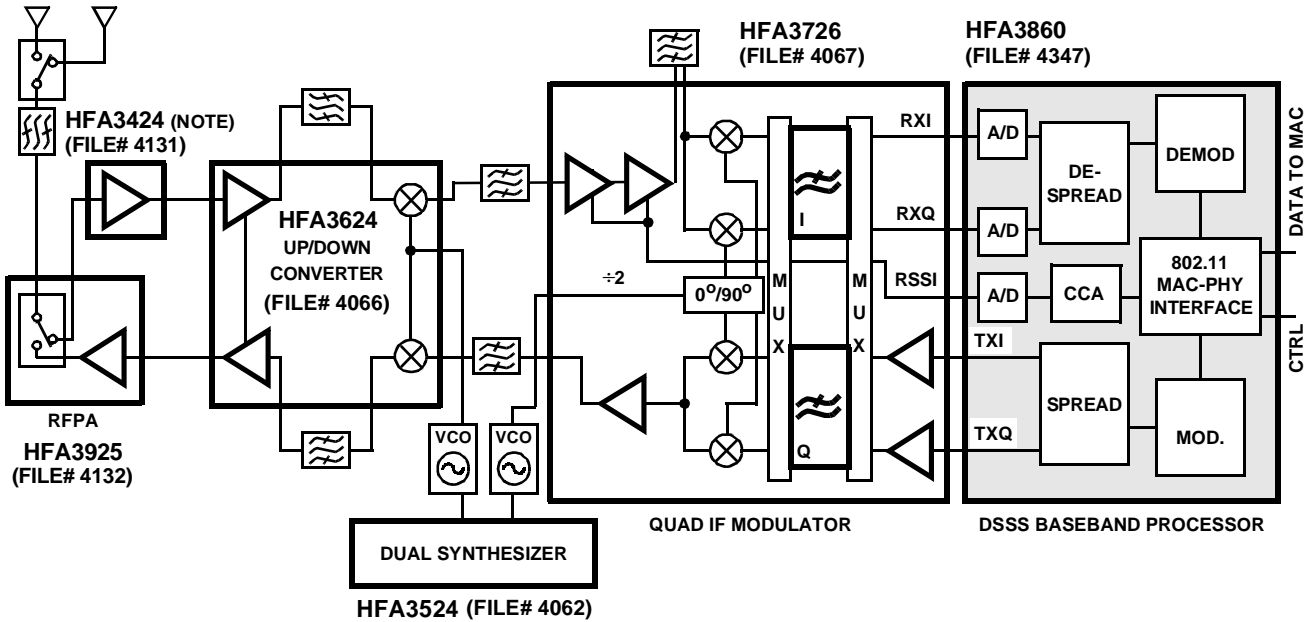 HFA3424 (NOTE)
(FILE# 4131)
HFA3624
UP/DOWN
CONVERTER
(FILE# 4066)
RFPA
HFA3925
(FILE# 4132)
VCO
VCO
DUAL SYNTHESIZER
HFA3524 (FILE# 4062)
HFA3726
(FILE# 4067)
÷2
0o/90o
M
U
X
I
Q
M
U
X
QUAD IF MODULATOR
RXI
RXQ
RSSI
TXI
TXQ
HFA3860
(FILE# 4347)
A/D
A/D
A/D
DE-
SPREAD
CCA
DEMOD
802.11
MAC-PHY
INTERFACE
SPREAD
MOD.
DSSS BASEBAND PROCESSOR
DATA TO MAC
CTRL